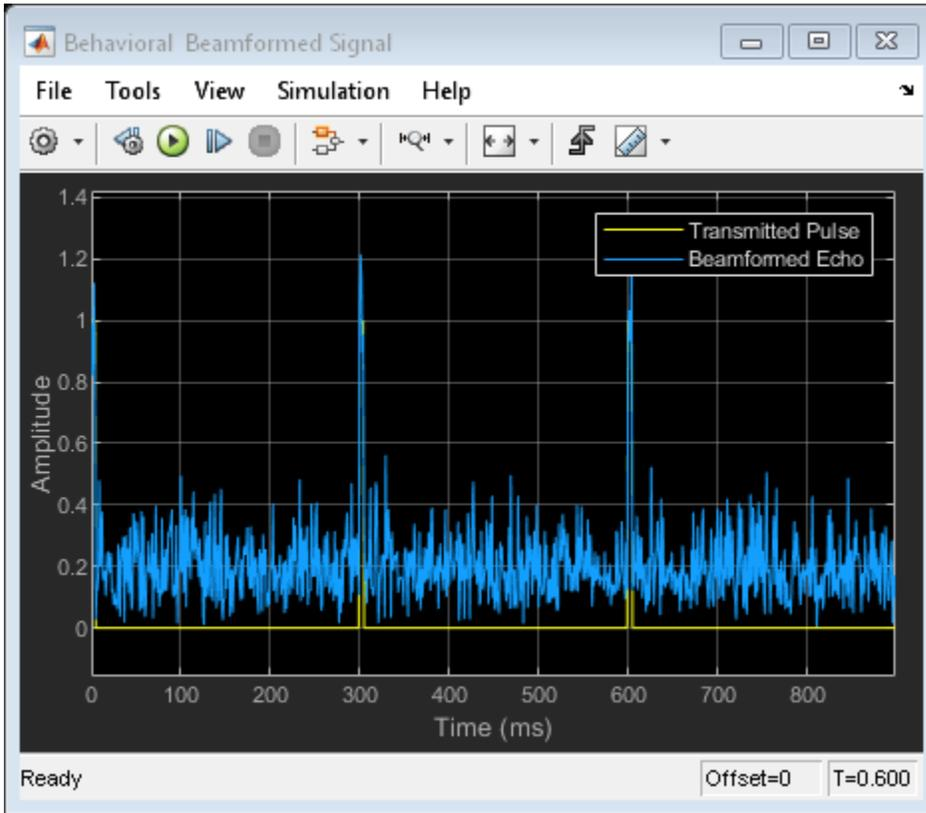 Behavioral Beamformed Signal
File Tools View Simulation Help
1.4
1.2
1
0.8
0.6
0.4
0.2
0
Amplitude
Transmitted Pulse
Beamformed Echo
0 100 200 300 400 500 600 700 800
Time (ms)
Ready Offset=0 T=0.600